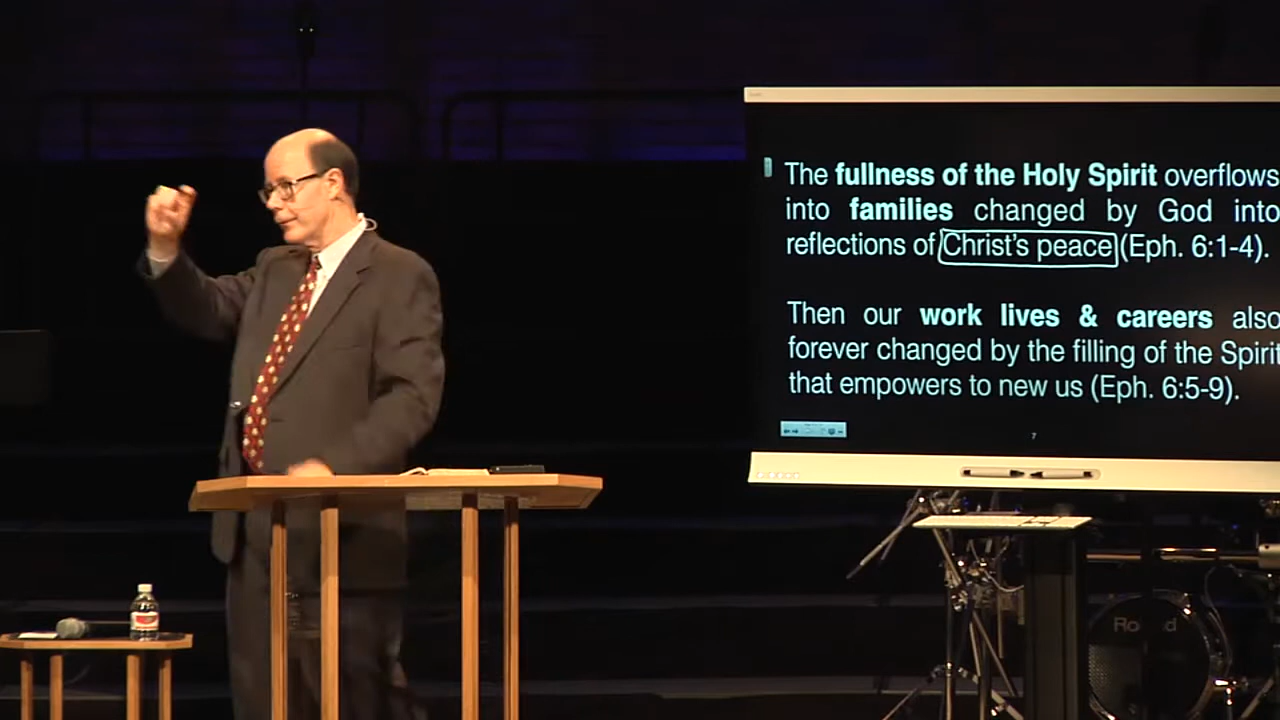 The fullness of the Holy Spirit overflows
into families changed by God into
reflections of Christ's peace (Eph. 6:1-4).
Then our work lives & careers also
forever changed by the filling of the Spirit
that empowers to new us (Eph. 6:5-9).
7